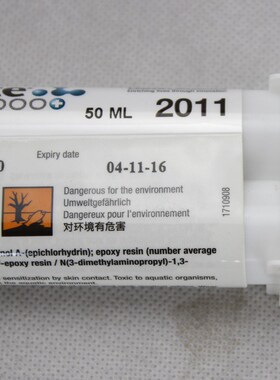 50 ML 2011
Expiry date
04-11-16
Dangerous for the environment
Umweltgefährlich
Dangereux pour l'environnement
对环境有危害
1710908
A-(epichlorhydrin); epoxy resin (number average
-epoxy resin / N(3-dimethylaminopropyl)-1,3-
sensitization by skin contact. Toxic to aquatic organisms,